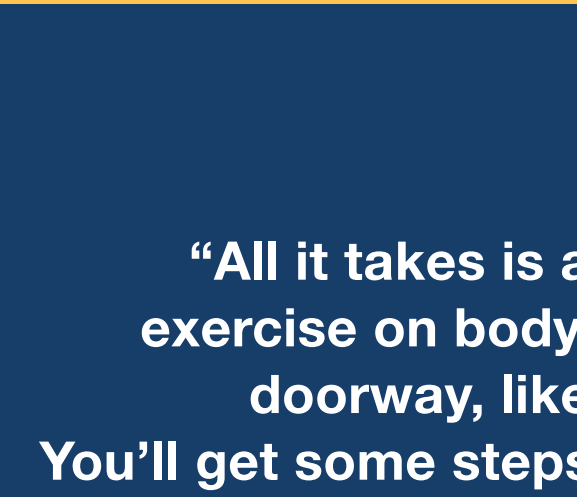 “All it takes is a
exercise on body
doorway, like
You’ll get some steps